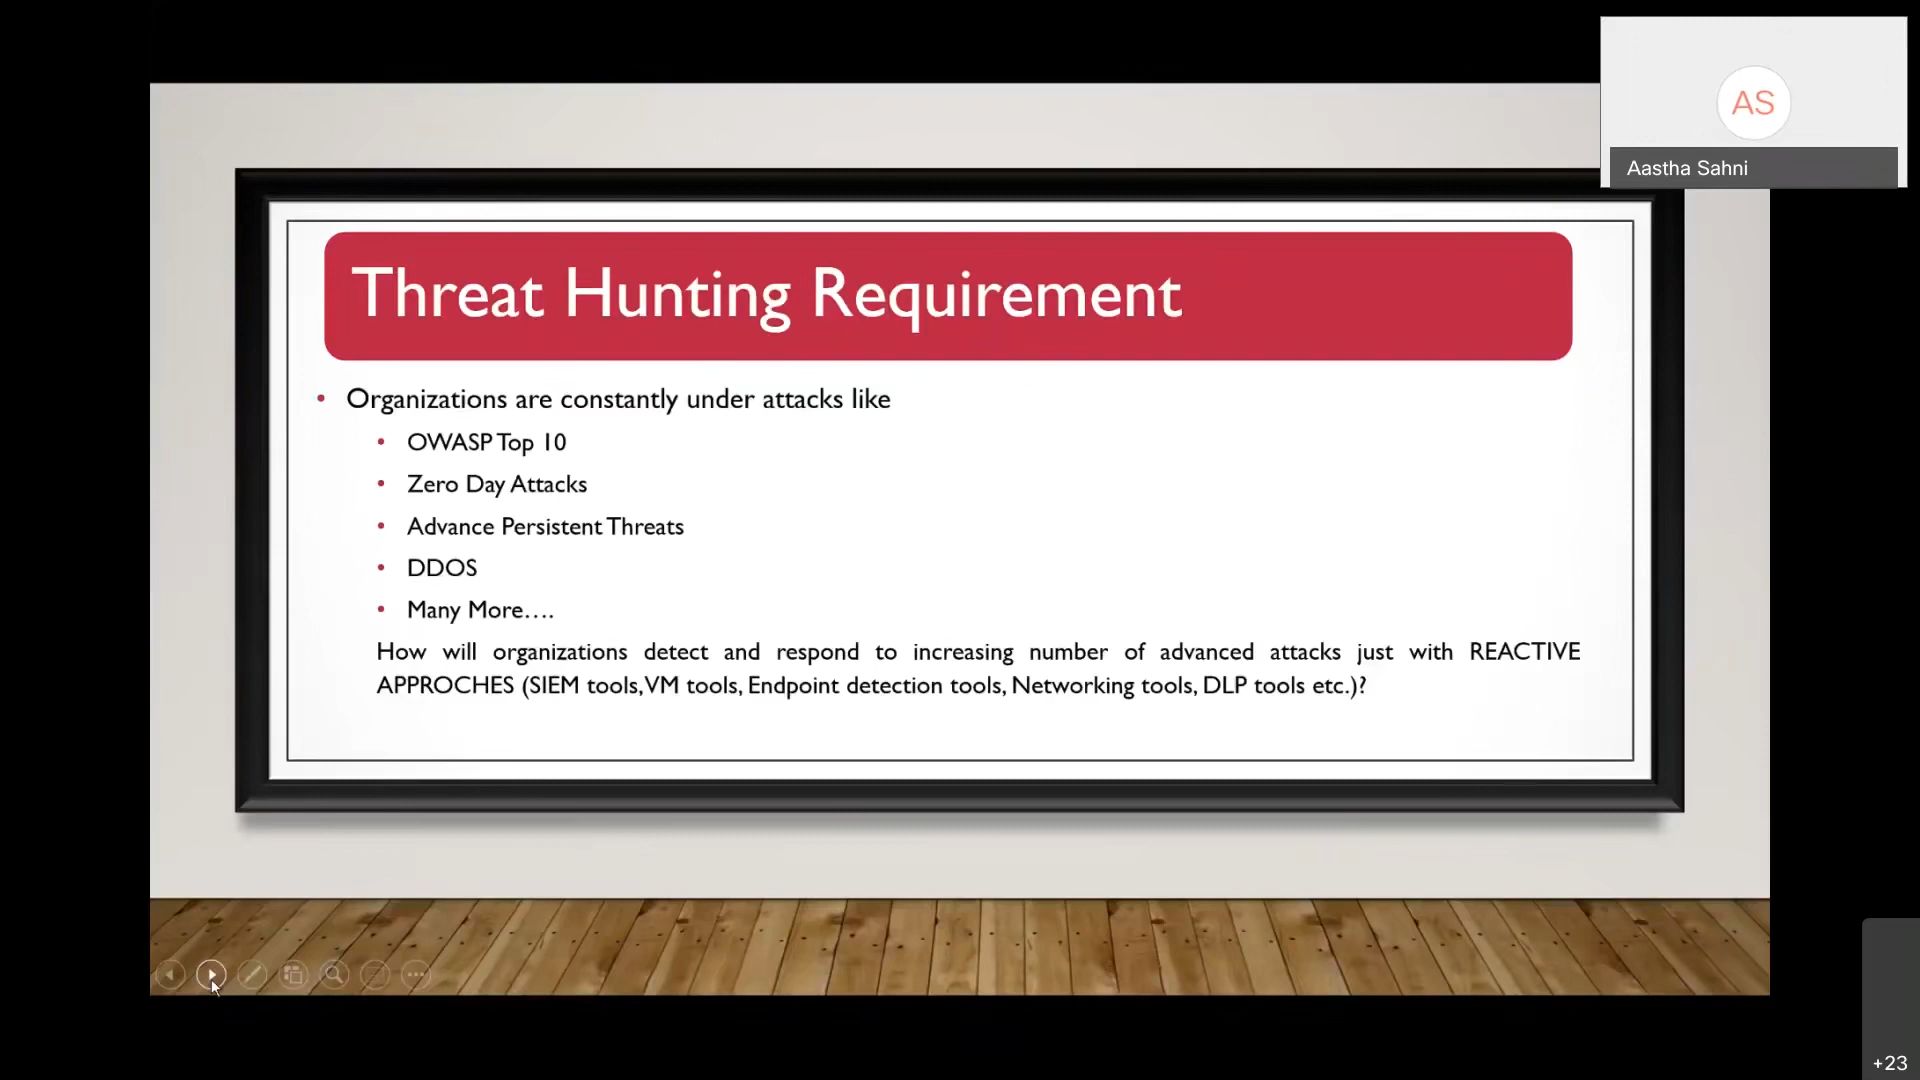 AS
Aastha Sahni
Threat Hunting Requirement
• Organizations are constantly under attacks like
• OWASP Top 10
• Zero Day Attacks
• Advance Persistent Threats
• DDOS
• Many More....
How will organizations detect and respond to increasing number of advanced attacks just with REACTIVE
APPROCHES (SIEM tools, VM tools, Endpoint detection tools, Networking tools, DLP tools etc.)?
+23